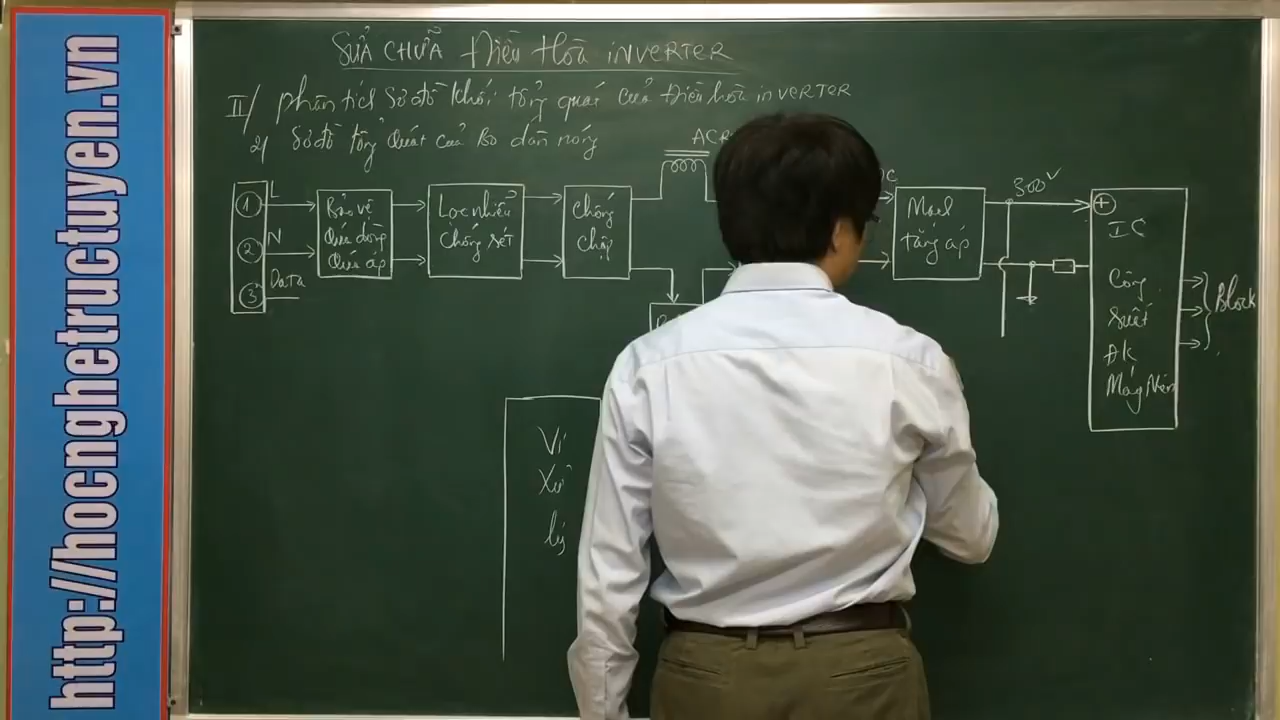 http://hocnghetructuyen.vn
SỬA CHỮA Điều Hòa iNVERTER
II/ phân tích Sơ đồ khối tổng quát của Điều hòa inVERTER
2/ Sơ đồ tổng Quát của Bo dàn nóng
L
①
N
②
DaTa
③
Bảo vệ
Quá dòng
Quá áp
Lọc nhiễu
Chống sét
Chống
chập
Mạch
tăng áp
300V
+
IC
Công
Suất
ĐK
Máy Nén
Block
Vi
Xử
lý